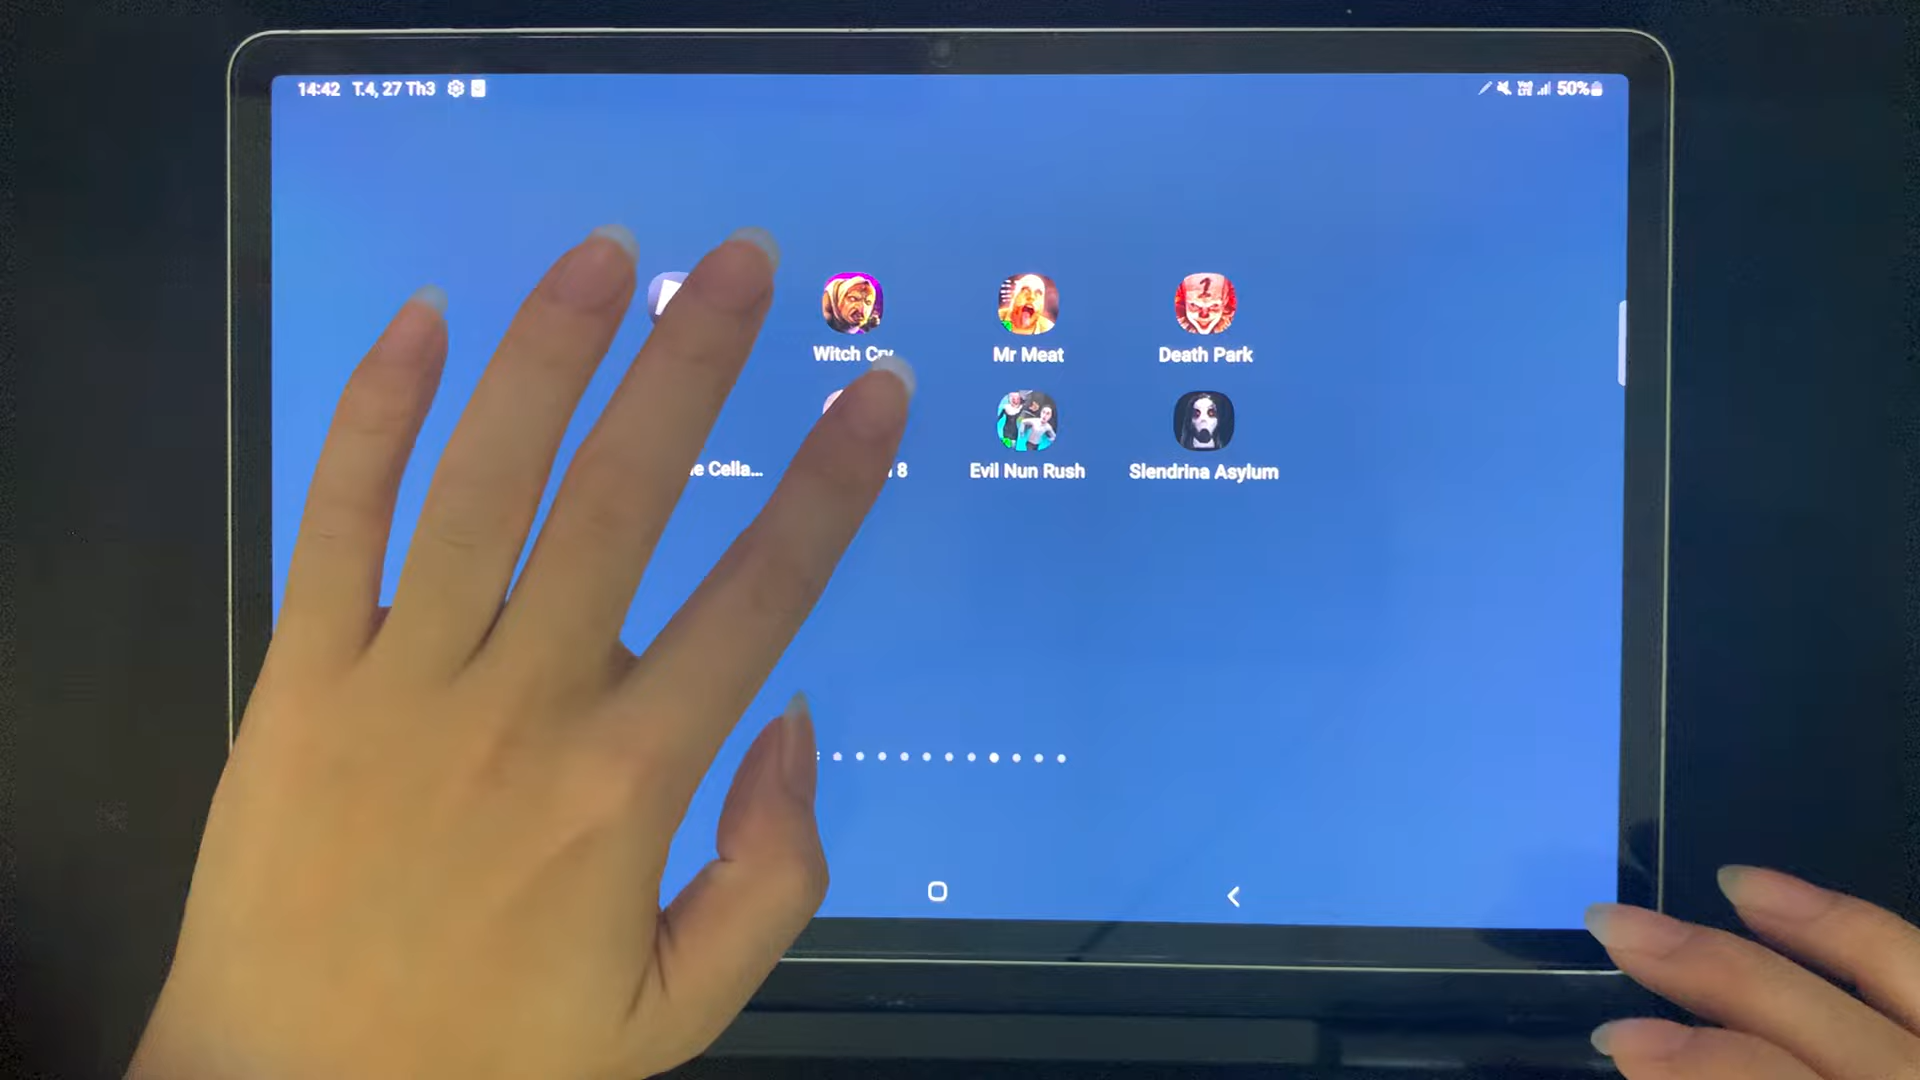 14:42 T.4, 27 Th3 50%
Witch Cry Mr Meat Death Park
e Cella... 8 Evil Nun Rush Slendrina Asylum